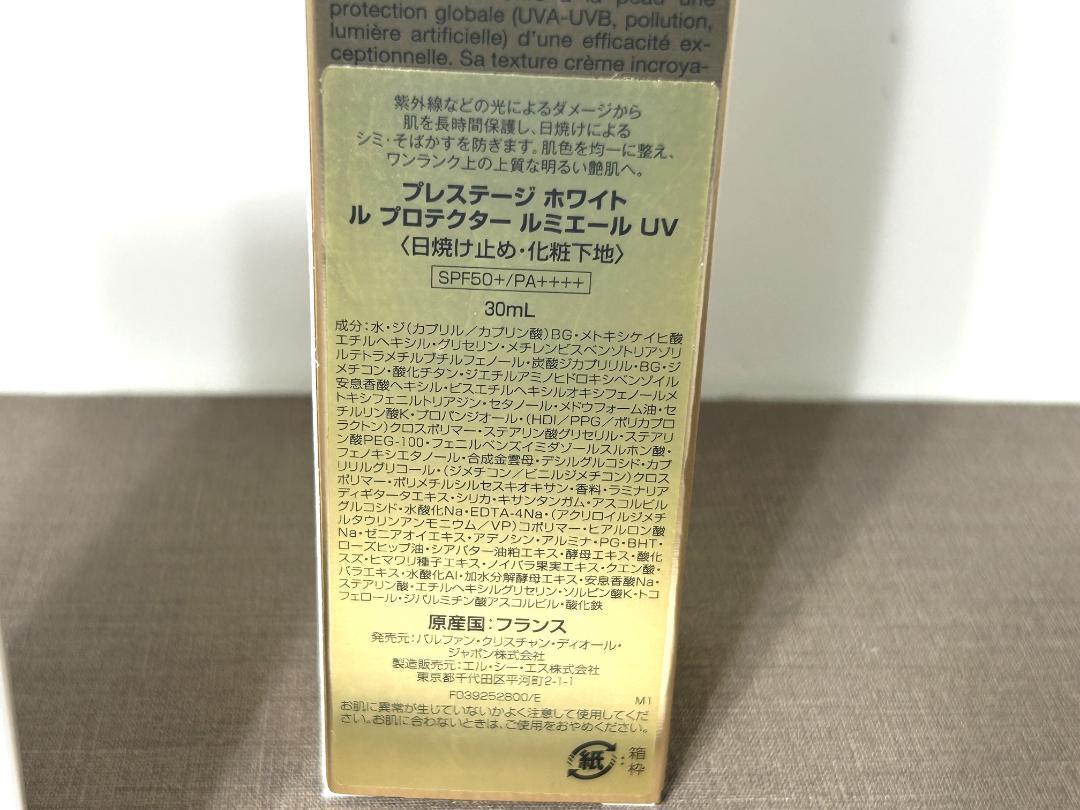 à la peau une
protection globale (UVA-UVB, pollution,
lumière artificielle) d'une efficacité ex-
ceptionnelle. Sa texture crème incroya-
紫外線などの光によるダメージから
肌を長時間保護し、日焼けによる
シミ・そばかすを防ぎます。肌色を均一に整え、
ワンランク上の上質な明るい艶肌へ。
プレステージ ホワイト
ル プロテクター ルミエール UV
〈日焼け止め・化粧下地〉
SPF50+/PA++++
30mL
成分：水・ジ(カプリル／カプリン酸)BG・メトキシケイヒ酸
エチルヘキシル・グリセリン・メチレンビスベンゾトリアゾリ
ルテトラメチルブチルフェノール・炭酸ジカプリリル・BG・ジ
メチコン・酸化チタン・ジエチルアミノヒドロキシベンゾイル
安息香酸ヘキシル・ビスエチルヘキシルオキシフェノールメ
トキシフェニルトリアジン・セタノール・メドウフォーム油・セ
チルリン酸K・プロパンジオール・(HDI／PPG／ポリカプロ
ラクトン)クロスポリマー・ステアリン酸グリセリル・ステアリ
ン酸PEG-100・フェニルベンズイミダゾールスルホン酸・
フェノキシエタノール・合成金雲母・デシルグルコシド・カプ
リリルグリコール・(ジメチコン／ビニルジメチコン)クロス
ポリマー・ポリメチルシルセスキオキサン・香料・ラミナリア
ディギタータエキス・シリカ・キサンタンガム・アスコルビル
グルコシド・水酸化Na・EDTA-4Na・(アクリロイルジメチ
ルタウリンアンモニウム／VP)コポリマー・ヒアルロン酸
Na・ゼニアオイエキス・アデノシン・アルミナ・PG・BHT・
ローズヒップ油・シアバター油粕エキス・酵母エキス・酸化
スズ・ヒマワリ種子エキス・ノイバラ果実エキス・クエン酸・
バラエキス・水酸化Al・加水分解酵母エキス・安息香酸Na・
ステアリン酸・エチルヘキシルグリセリン・ソルビン酸K・トコ
フェロール・ジパルミチン酸アスコルビル・酸化鉄
原産国：フランス
発売元：パルファン・クリスチャン・ディオール・
ジャポン株式会社
製造販売元：エル・シー・エス株式会社
東京都千代田区平河町2-1-1
F039252800/E
M1
お肌に異常が生じていないかよく注意して使用してくだ
さい。お肌に合わないときは、ご使用をおやめください。
紙：箱
枠